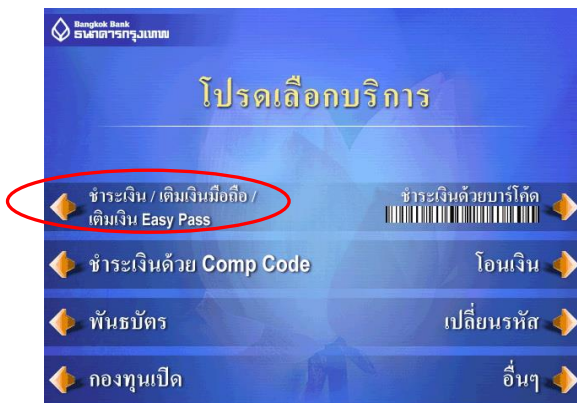 Bangkok Bank
ธนาคารกรุงเทพ
โปรดเลือกบริการ
ชำระเงิน / เติมเงินมือถือ /
เติมเงิน Easy Pass
ชำระเงินด้วยบาร์โค้ด
ชำระเงินด้วย Comp Code
โอนเงิน
พันธบัตร
เปลี่ยนรหัส
กองทุนเปิด
อื่นๆ